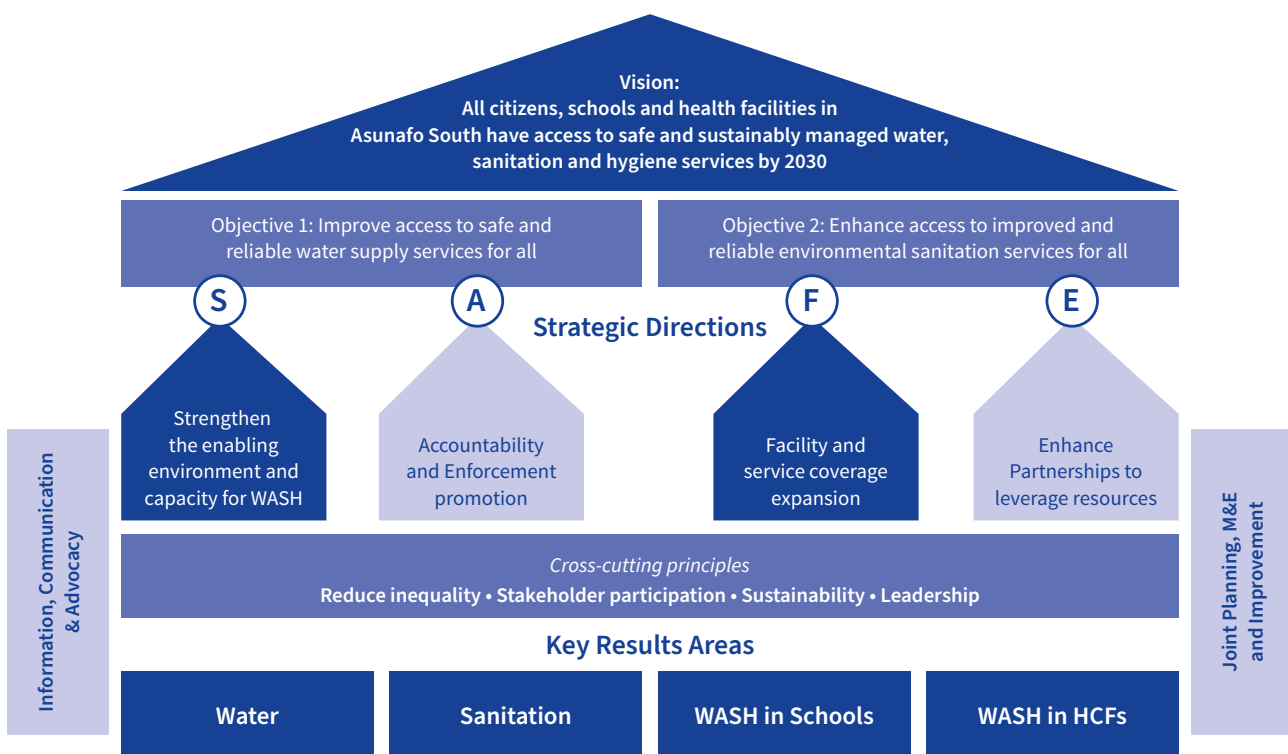 Vision:
All citizens, schools and health facilities in
Asunafo South have access to safe and sustainably managed water,
sanitation and hygiene services by 2030
Objective 1: Improve access to safe and
reliable water supply services for all
Objective 2: Enhance access to improved and
reliable environmental sanitation services for all
S
A
F
E
Strategic Directions
Strengthen
the enabling
environment and
capacity for WASH
Accountability
and Enforcement
promotion
Facility and
service coverage
expansion
Enhance
Partnerships to
leverage resources
Information, Communication
& Advocacy
Joint Planning, M&E
and Improvement
Cross-cutting principles
Reduce inequality • Stakeholder participation • Sustainability • Leadership
Key Results Areas
Water
Sanitation
WASH in Schools
WASH in HCFs